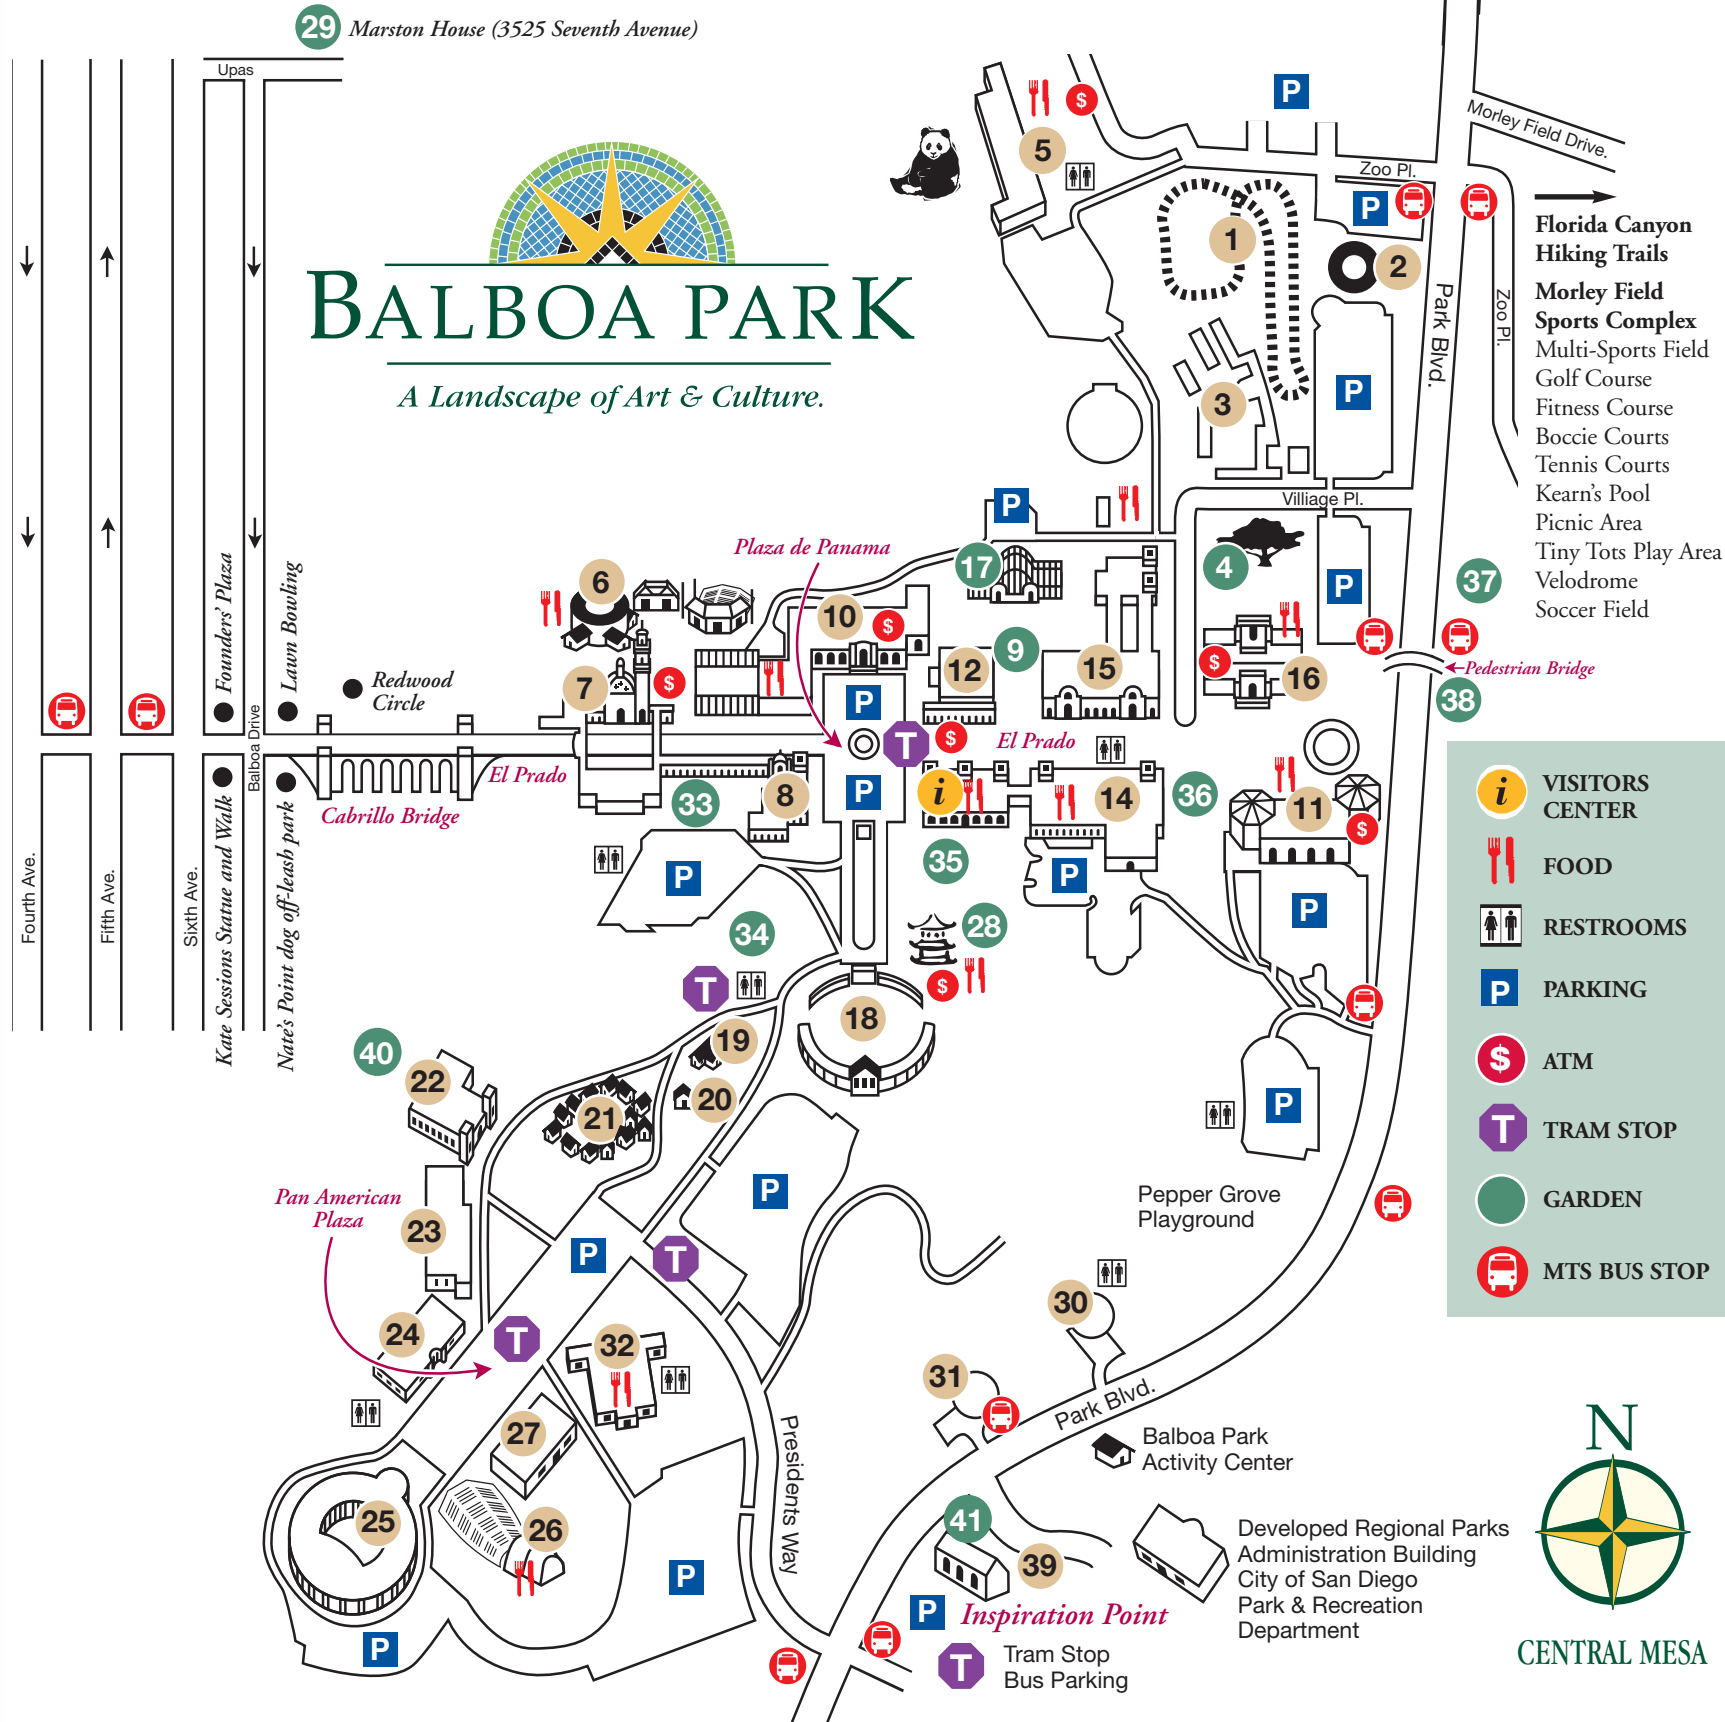 29 Marston House (3525 Seventh Avenue)
Upas
BALBOA PARK
A Landscape of Art & Culture.
P
Morley Field Drive.
$
5
Zoo Pl.
P
1
2
Florida Canyon
Hiking Trails
Morley Field
Sports Complex
Multi-Sports Field
Golf Course
Fitness Course
Boccie Courts
Tennis Courts
Kearn's Pool
Picnic Area
Tiny Tots Play Area
Velodrome
Soccer Field
Park Blvd.
Zoo Pl.
P
3
Villiage Pl.
P
Plaza de Panama
17
4
P
37
6
10
$
9
12
15
16
$
Pedestrian Bridge
38
Founders' Plaza
Lawn Bowling
Redwood
Circle
7
$
P
T
$
El Prado
Balboa Drive
El Prado
Cabrillo Bridge
33
8
P
i
14
36
11
$
Fourth Ave.
Fifth Ave.
Sixth Ave.
Kate Sessions Statue and Walk
Nate's Point dog off-leash park
P
35
P
P
34
28
T
$
18
40
22
19
20
21
P
P
Pan American
Plaza
23
P
T
Pepper Grove
Playground
24
T
32
30
31
Park Blvd.
Balboa Park
Activity Center
27
Presidents Way
25
26
41
39
P
P
P Inspiration Point
T Tram Stop
Bus Parking
Developed Regional Parks
Administration Building
City of San Diego
Park & Recreation
Department
i VISITORS
CENTER
FOOD
RESTROOMS
P PARKING
$ ATM
T TRAM STOP
GARDEN
MTS BUS STOP
N
CENTRAL MESA